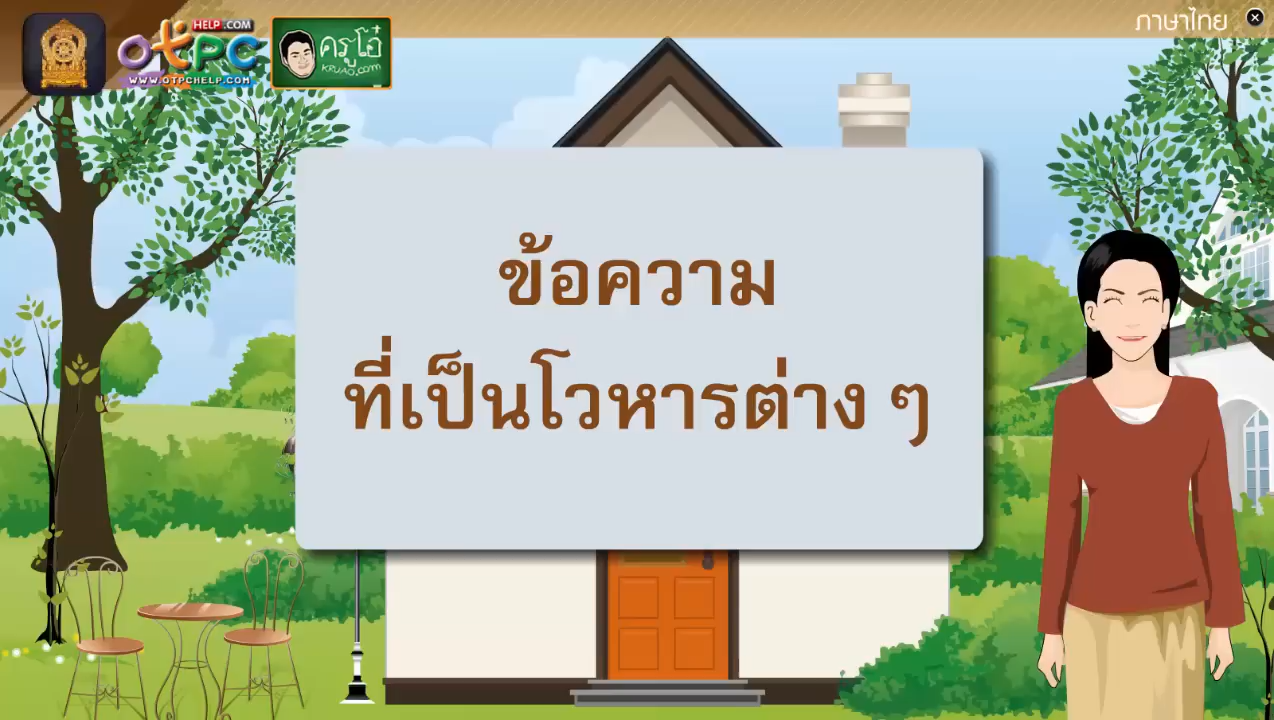 ภาษาไทย
HELP.COM
OTPC
WWW.OTPCHELP.COM
ครูโอ๋
KRUAO.COM
ข้อความ
ที่เป็นโวหารต่าง ๆ